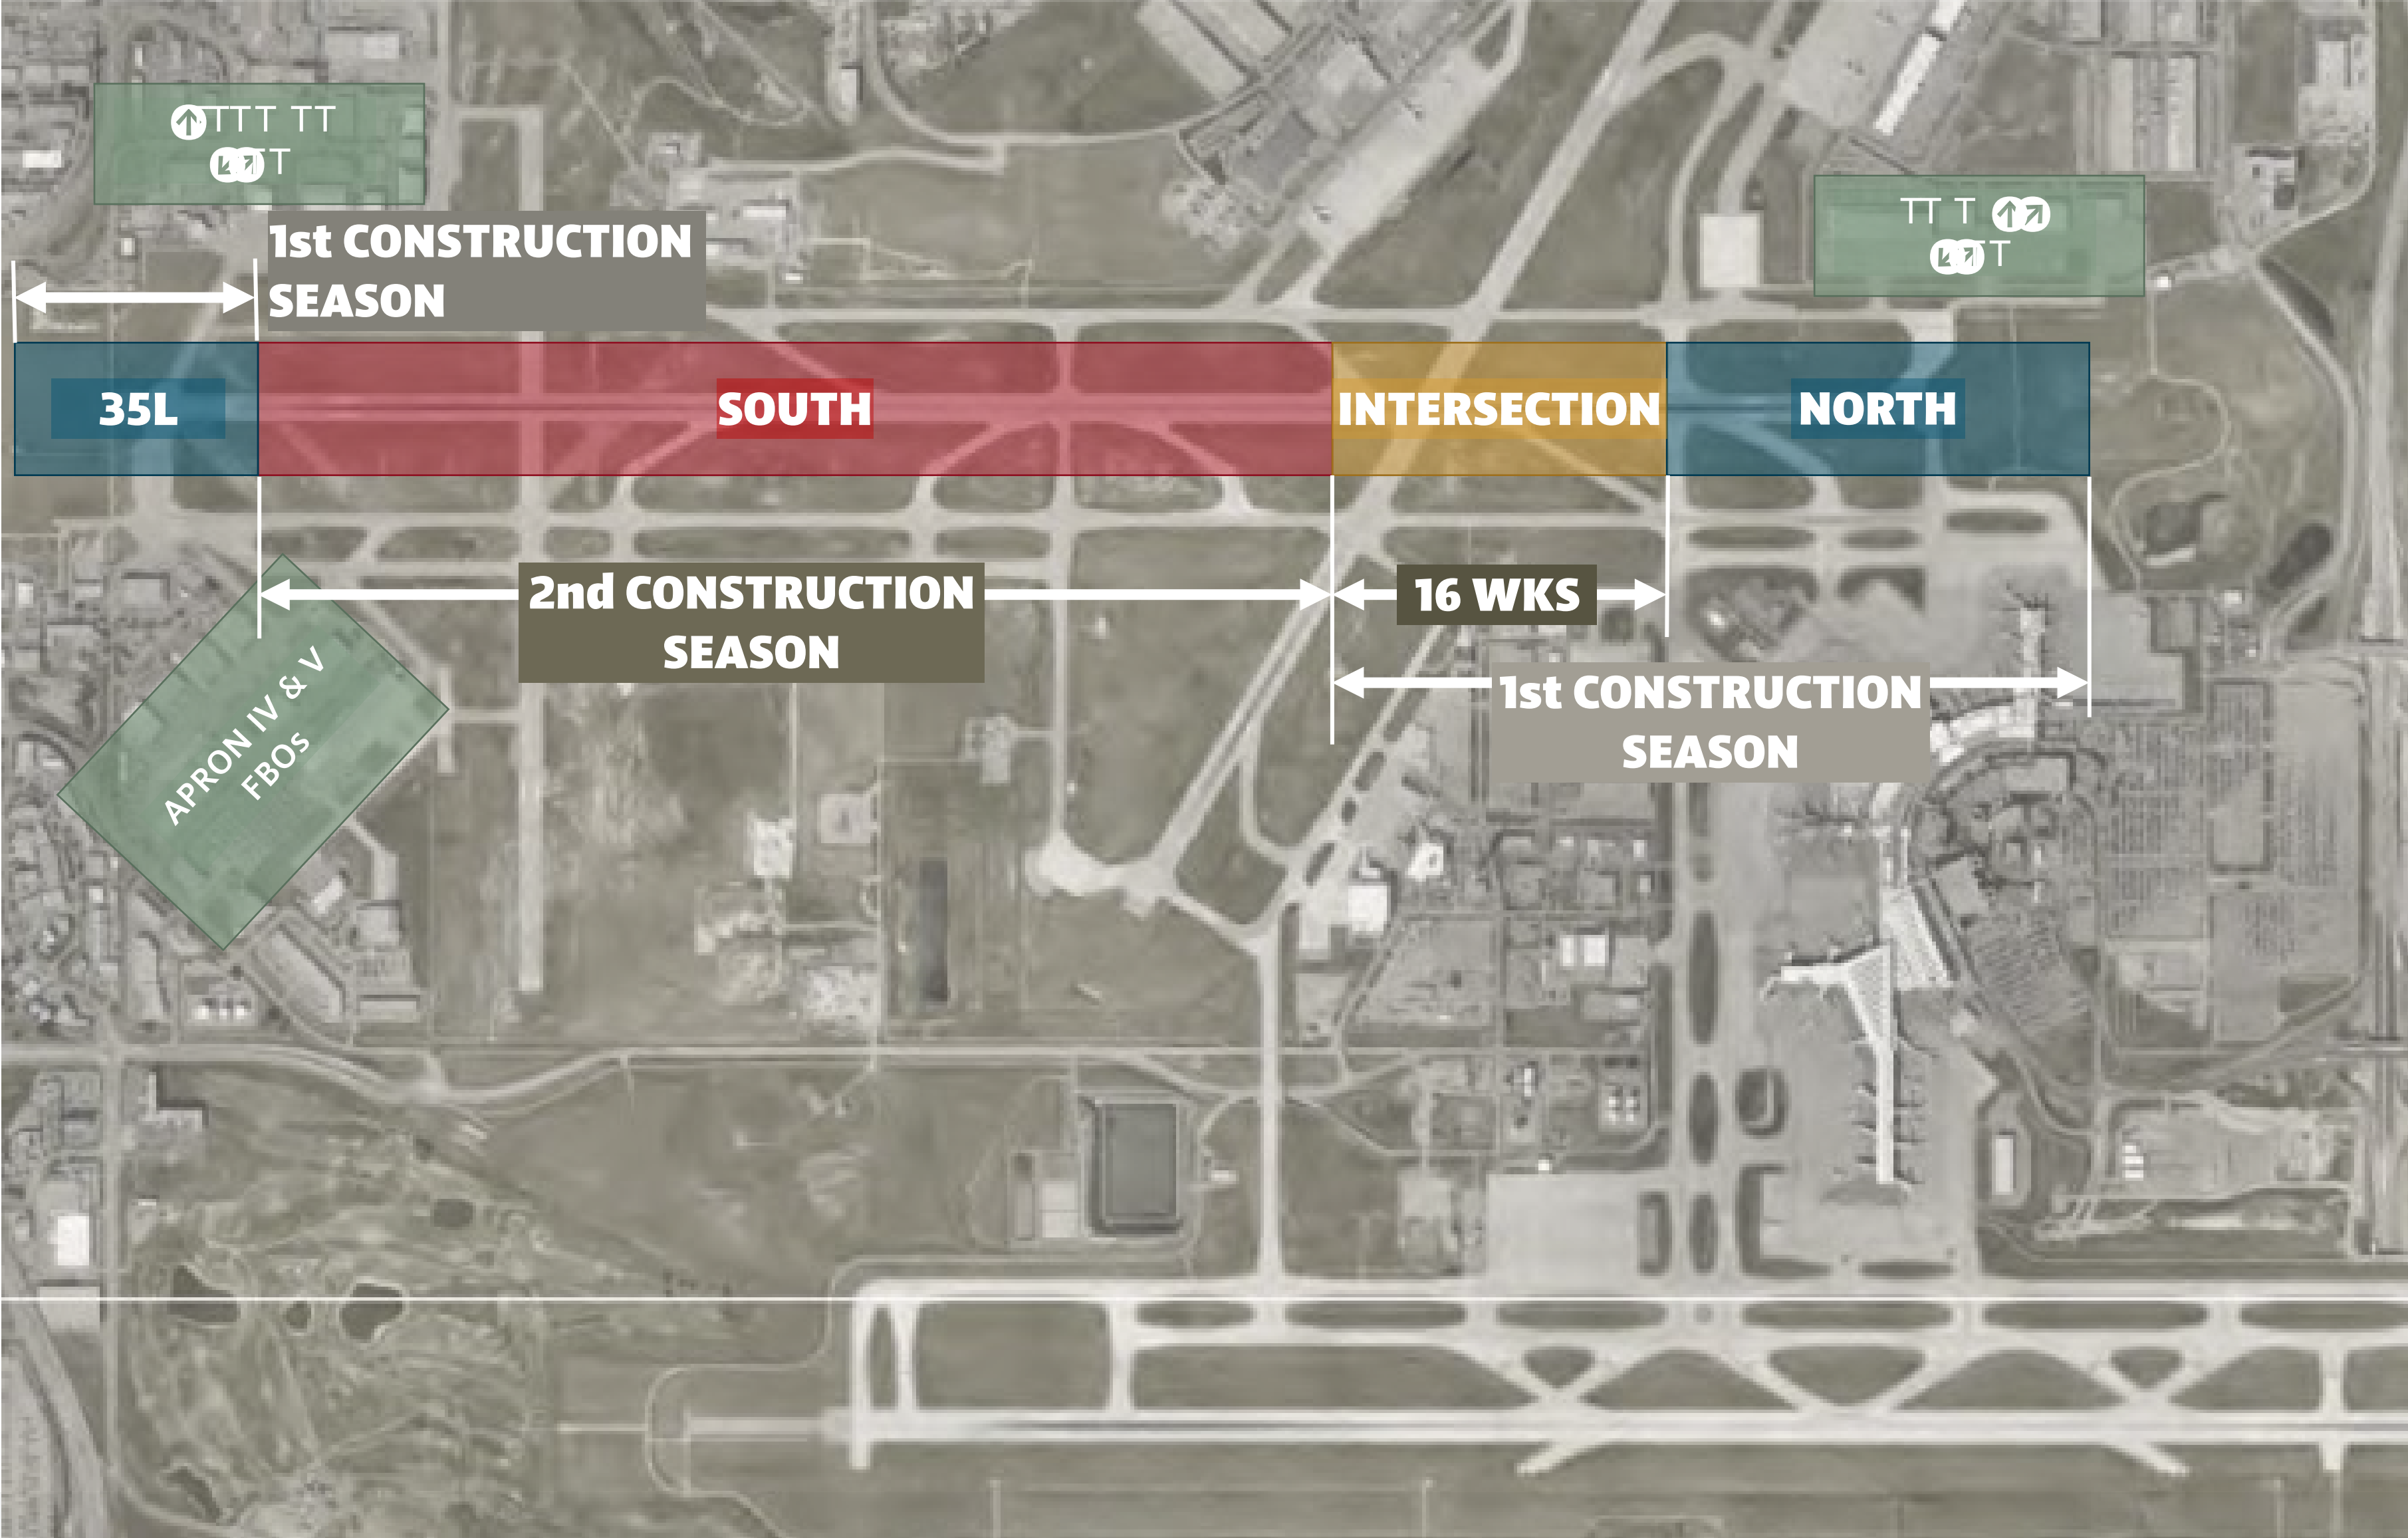 1st CONSTRUCTION
SEASON
35L
SOUTH
INTERSECTION
NORTH
2nd CONSTRUCTION
SEASON
16 WKS
1st CONSTRUCTION
SEASON
APRON IV & V
FBOs